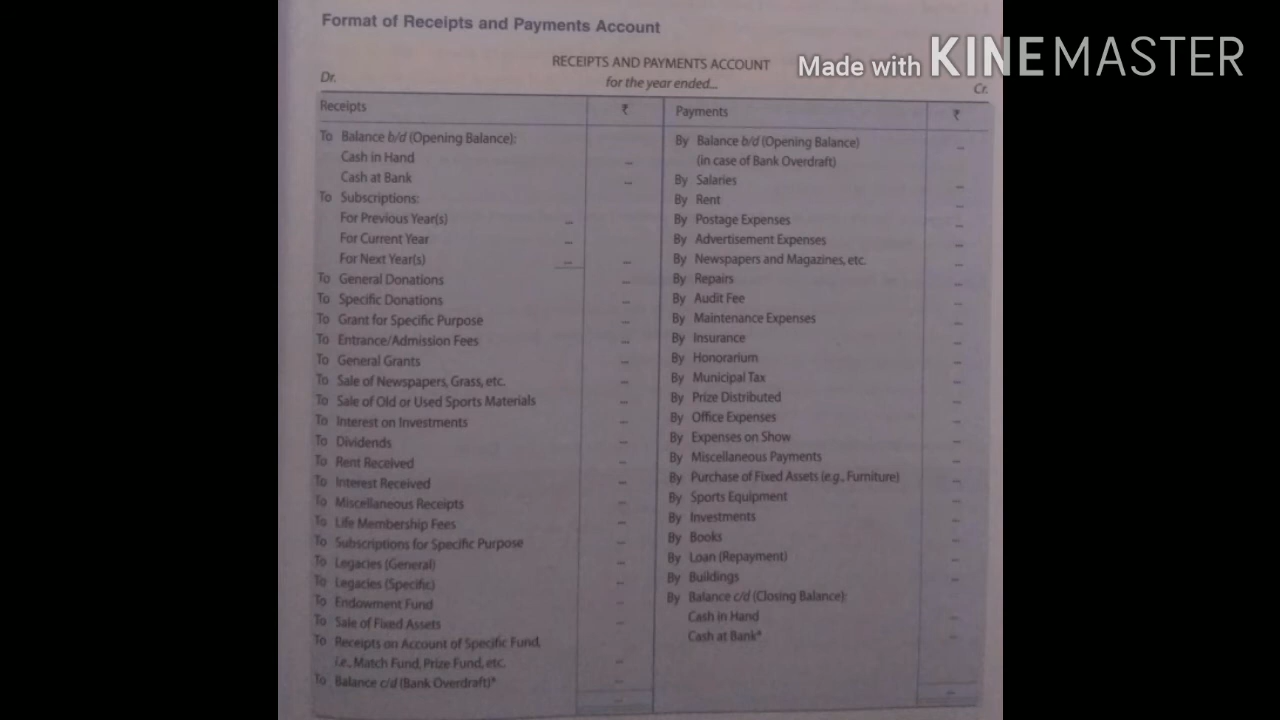 Format of Receipts and Payments Account
Made with KINEMASTER
RECEIPTS AND PAYMENTS ACCOUNT
for the year ended...
Dr.
Cr.
Receipts
₹
To Balance b/d (Opening Balance):
Cash in Hand
Cash at Bank
To Subscriptions:
For Previous Year(s)
For Current Year
For Next Year(s)
To General Donations
To Specific Donations
To Grant for Specific Purpose
To Entrance/Admission Fees
To General Grants
To Sale of Newspapers, Grass, etc.
To Sale of Old or Used Sports Materials
To Interest on Investments
To Dividends
To Rent Received
To Interest Received
To Miscellaneous Receipts
To Life Membership Fees
To Subscriptions for Specific Purpose
To Legacies (General)
To Legacies (Specific)
To Endowment Fund
To Sale of Fixed Assets
To Receipts on Account of Specific Fund,
i.e., Match Fund, Prize Fund, etc.
To Balance c/d (Bank Overdraft)*
Payments
₹
By Balance b/d (Opening Balance)
(in case of Bank Overdraft)
By Salaries
By Rent
By Postage Expenses
By Advertisement Expenses
By Newspapers and Magazines, etc.
By Repairs
By Audit Fee
By Maintenance Expenses
By Insurance
By Honorarium
By Municipal Tax
By Prize Distributed
By Office Expenses
By Expenses on Show
By Miscellaneous Payments
By Purchase of Fixed Assets (e.g., Furniture)
By Sports Equipment
By Investments
By Books
By Loan (Repayment)
By Buildings
By Balance c/d (Closing Balance):
Cash in Hand
Cash at Bank*